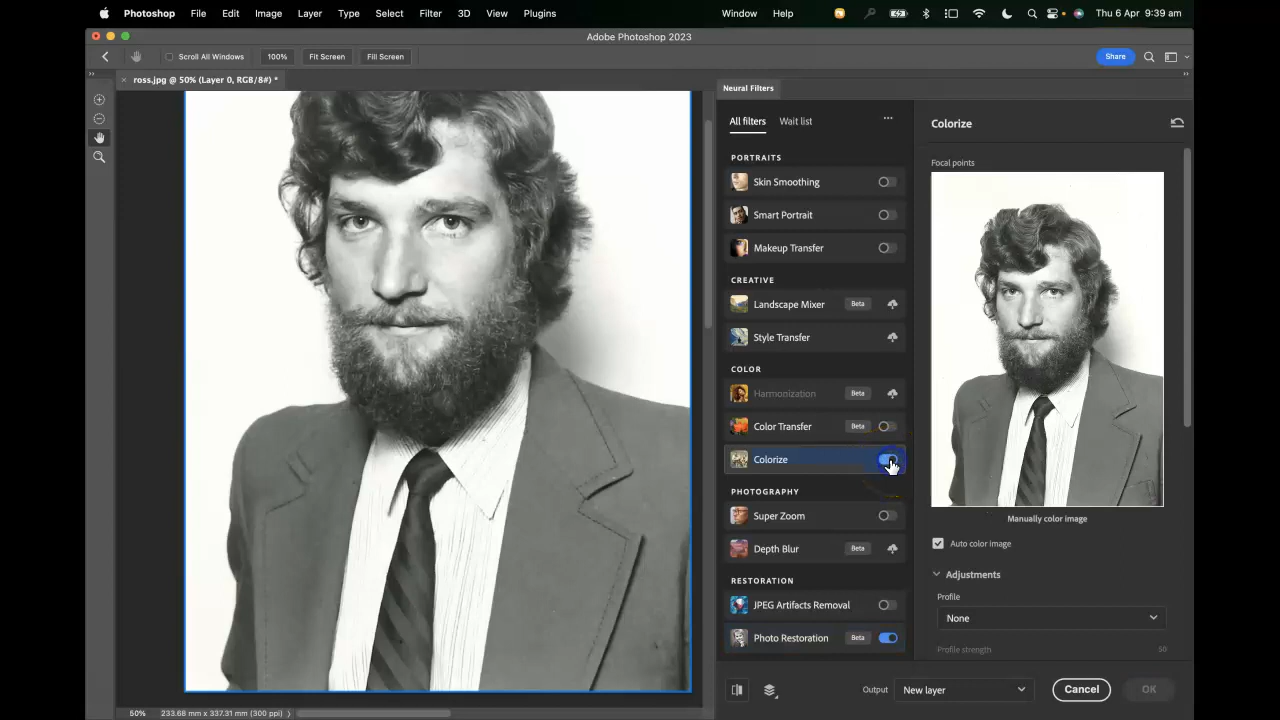 Photoshop File Edit Image Layer Type Select Filter 3D View Plugins Window Help Thu 6 Apr 9:39 am
Adobe Photoshop 2023
Scroll All Windows 100% Fit Screen Fill Screen Share
ross.jpg @ 50% (Layer 0, RGB/8#) *
Neural Filters
All filters Wait list
Colorize
PORTRAITS
Skin Smoothing
Smart Portrait
Makeup Transfer
CREATIVE
Landscape Mixer Beta
Style Transfer
COLOR
Harmonization Beta
Color Transfer Beta
Colorize
PHOTOGRAPHY
Super Zoom
Depth Blur Beta
RESTORATION
JPEG Artifacts Removal
Photo Restoration Beta
Focal points
Manually color image
Auto color image
Adjustments
Profile
None
Profile strength 50
Output New layer Cancel OK
50% 233.68 mm x 337.31 mm (300 ppi)